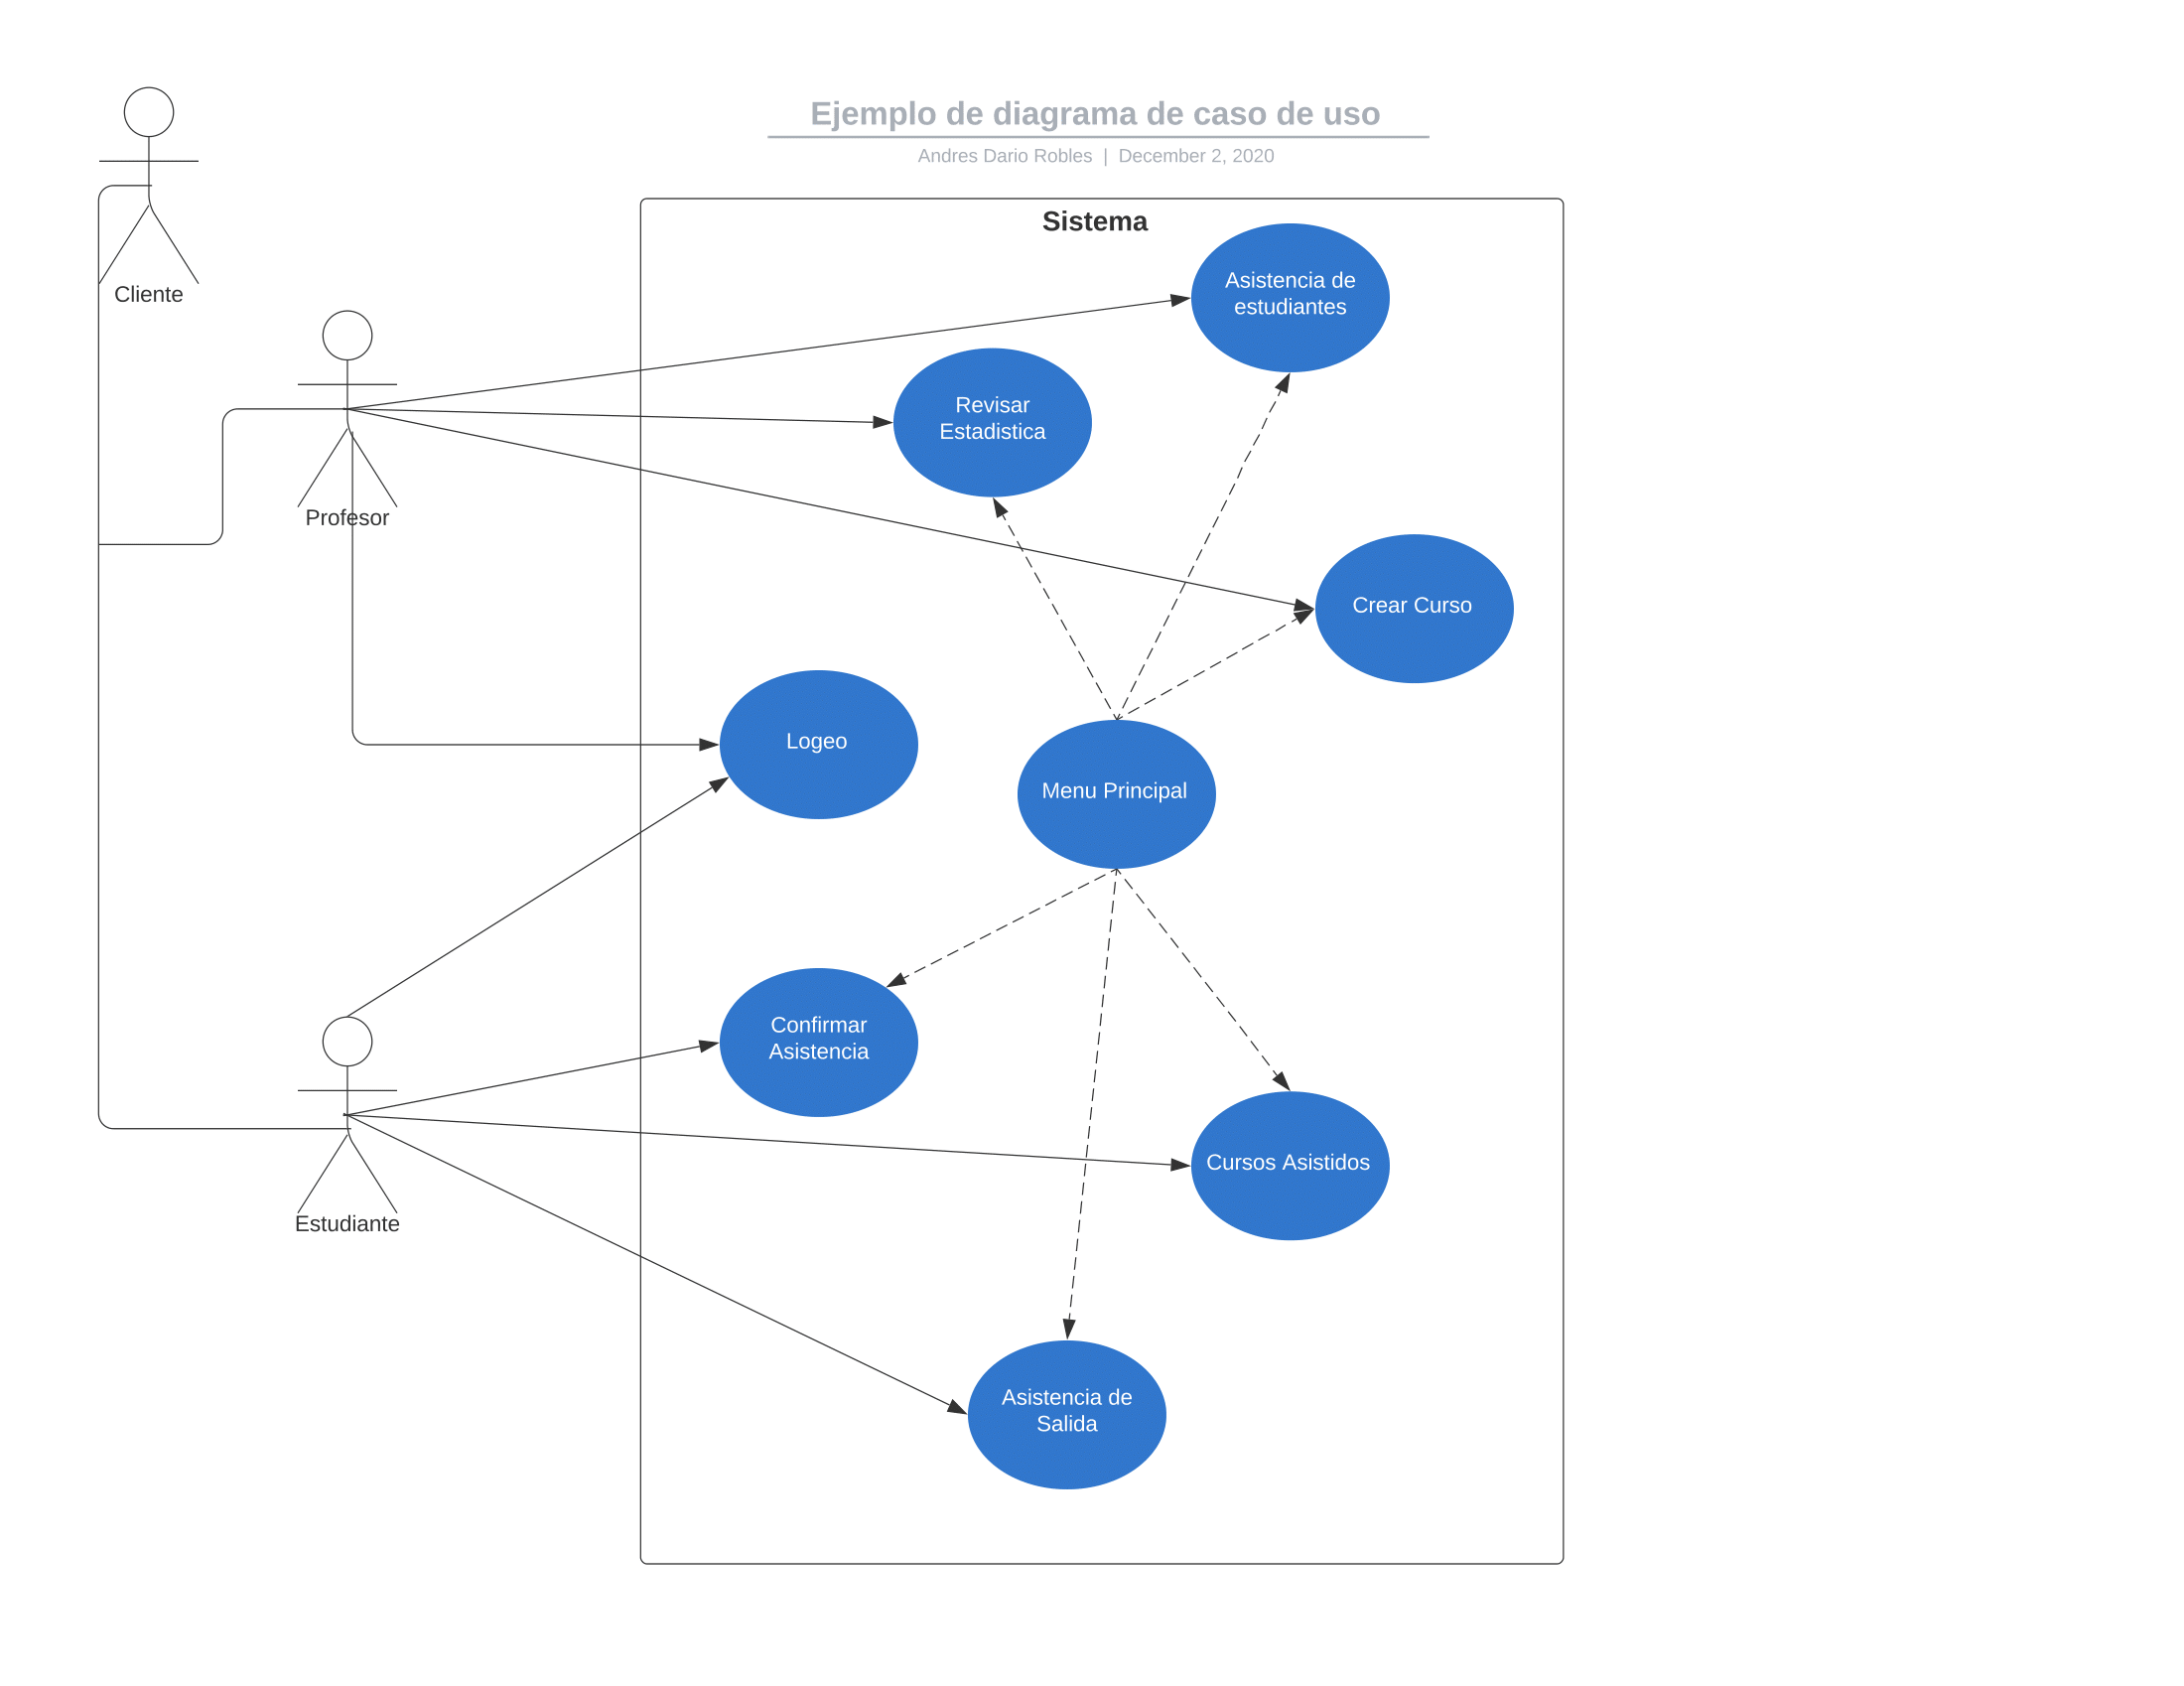 Ejemplo de diagrama de caso de uso
Andres Dario Robles | December 2, 2020
Sistema
Cliente
Asistencia de
estudiantes
Revisar
Estadistica
Profesor
Crear Curso
Logeo
Menu Principal
Confirmar
Asistencia
Cursos Asistidos
Estudiante
Asistencia de
Salida